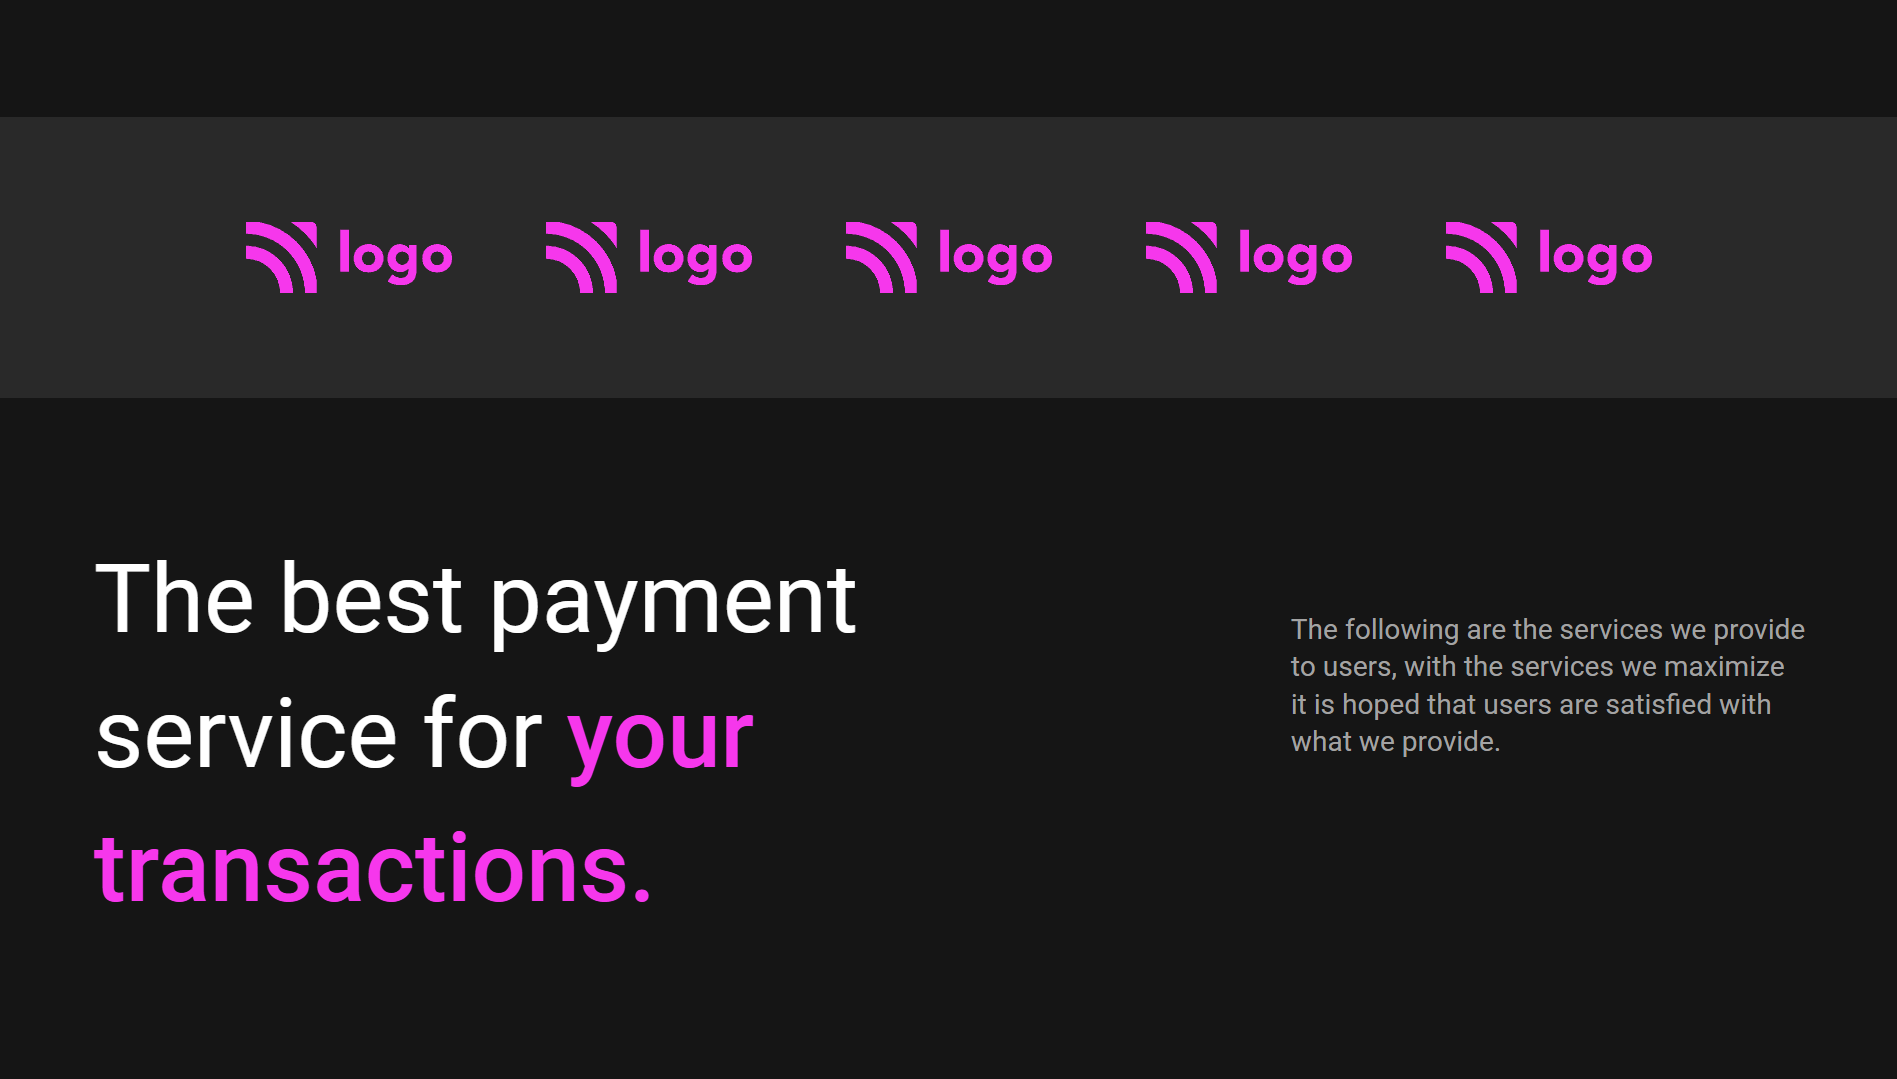 logo logo logo logo logo
The best payment
service for your
transactions.
The following are the services we provide
to users, with the services we maximize
it is hoped that users are satisfied with
what we provide.